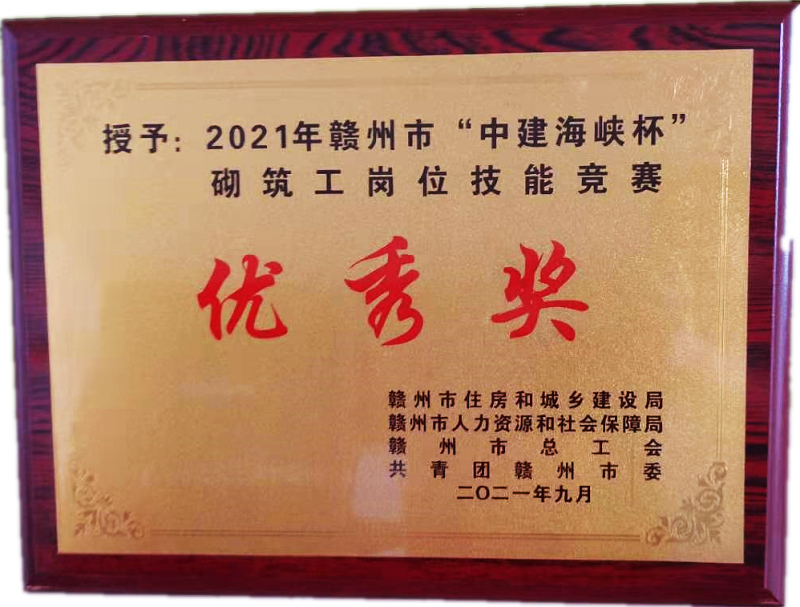 授予：2021年赣州市“中建海峡杯”
砌筑工岗位技能竞赛
优秀奖
赣州市住房和城乡建设局
赣州市人力资源和社会保障局
赣州市总工会
共青团赣州市委
二〇二一年九月